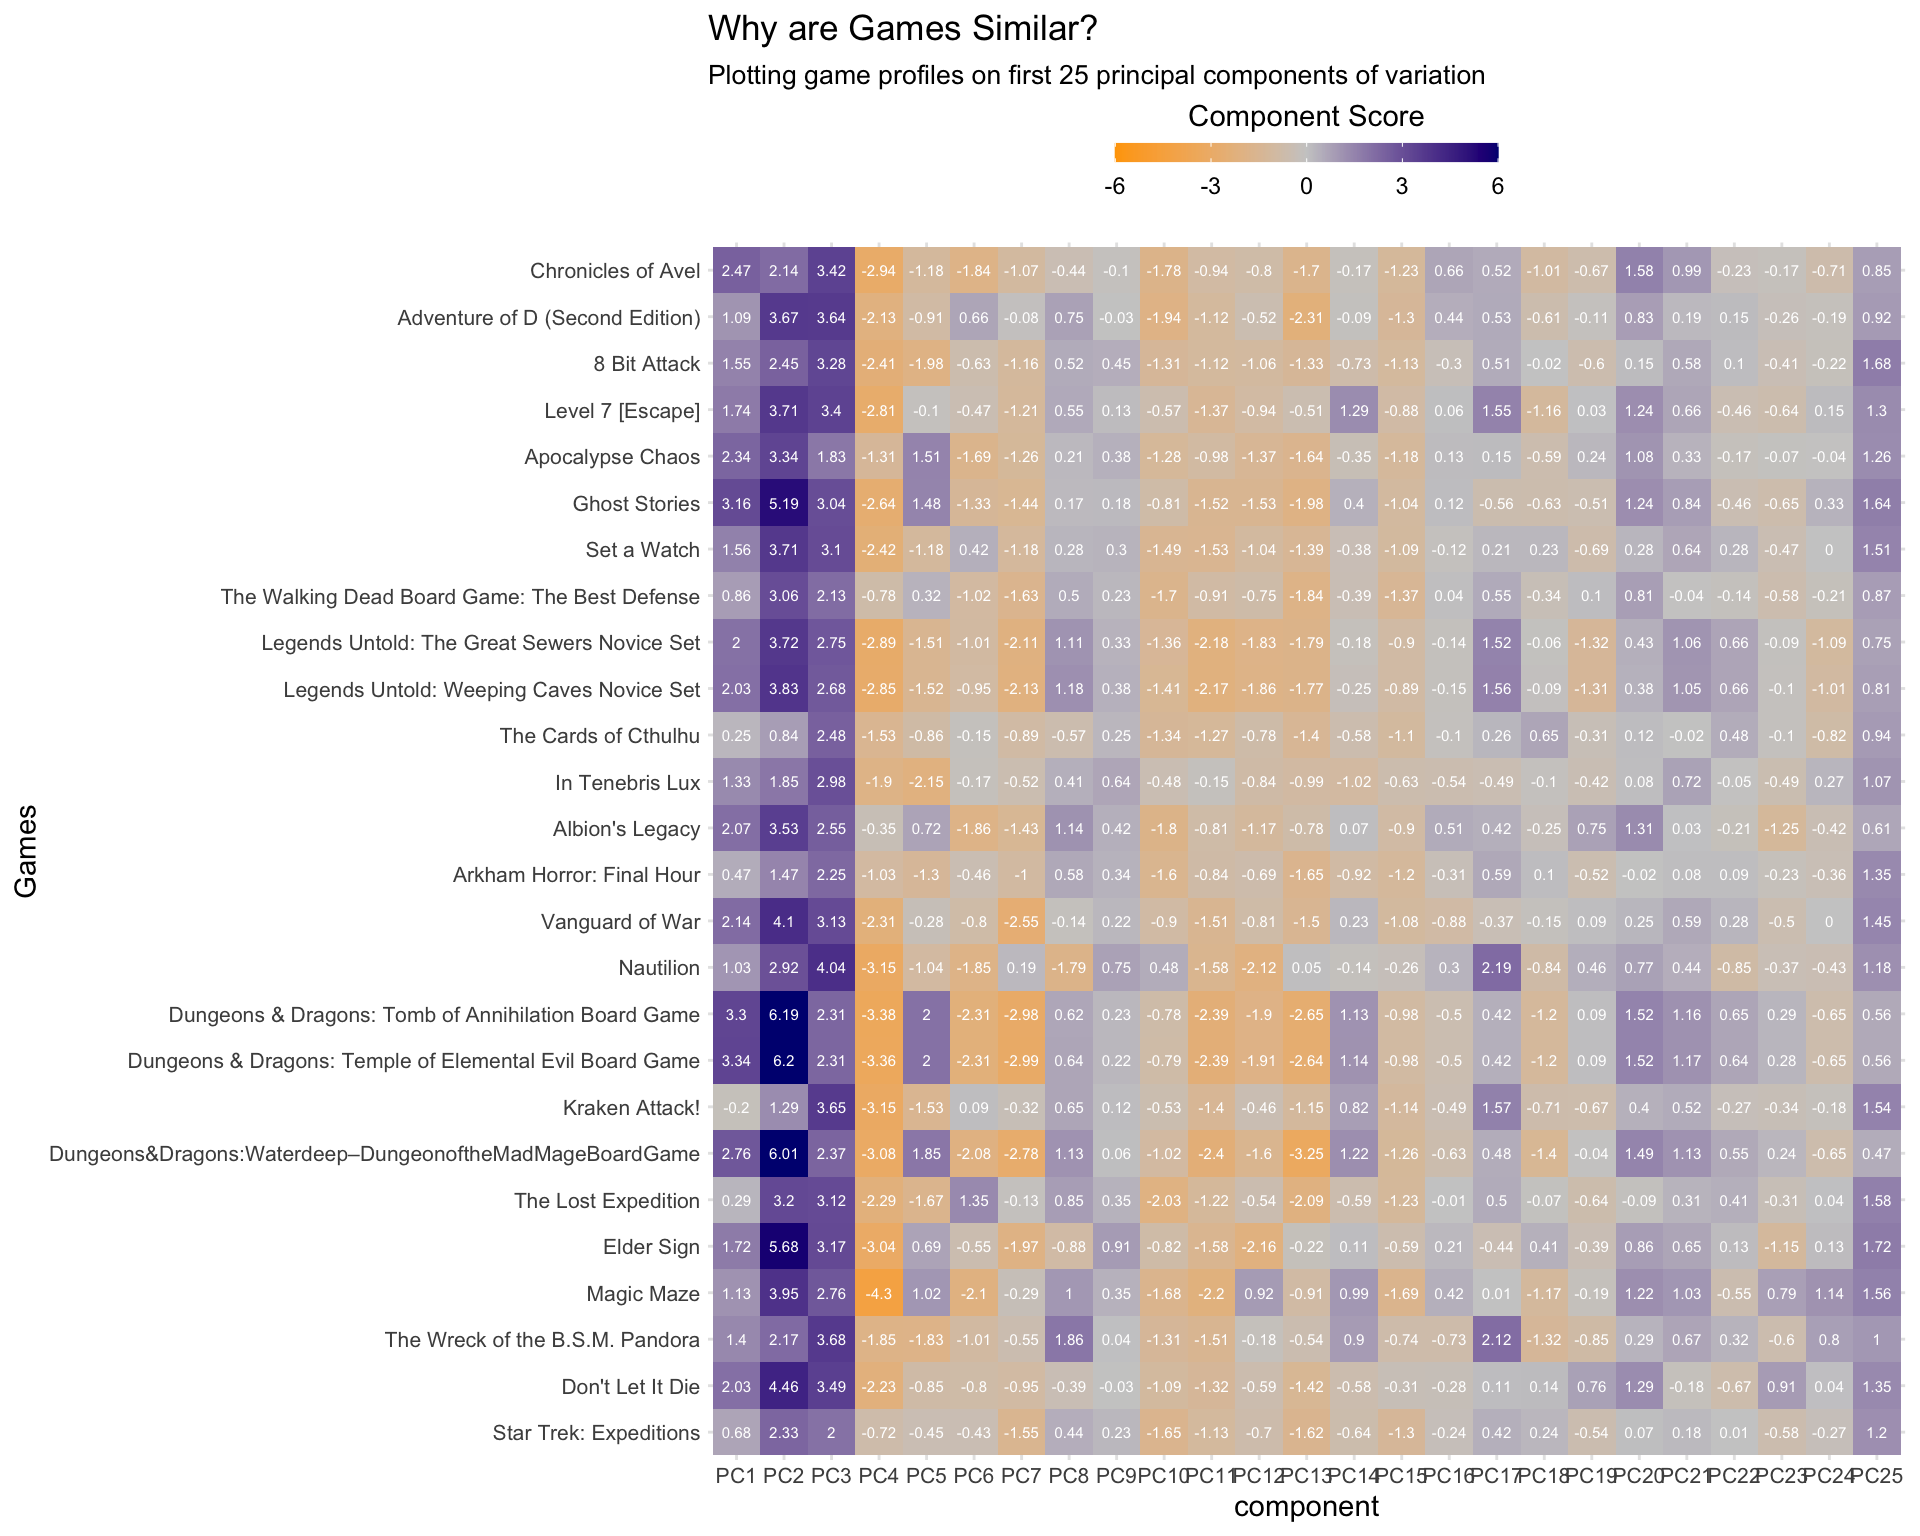 Why are Games Similar?
Plotting game profiles on first 25 principal components of variation
Component Score
-6 -3 0 3 6
Chronicles of Avel 2.47 2.14 3.42 -2.94 -1.18 -1.84 -1.07 -0.44 -0.1 -1.78 -0.94 -0.8 -1.7 -0.17 -1.23 0.66 0.52 -1.01 -0.67 1.58 0.99 -0.23 -0.17 -0.71 0.85
Adventure of D (Second Edition) 1.09 3.67 3.64 -2.13 -0.91 0.66 -0.08 0.75 -0.03 -1.94 -1.12 -0.52 -2.31 -0.09 -1.3 0.44 0.53 -0.61 -0.11 0.83 0.19 0.15 -0.26 -0.19 0.92
8 Bit Attack 1.55 2.45 3.28 -2.41 -1.98 -0.63 -1.16 0.52 0.45 -1.31 -1.12 -1.06 -1.33 -0.73 -1.13 -0.3 0.51 -0.02 -0.6 0.15 0.58 0.1 -0.41 -0.22 1.68
Level 7 [Escape] 1.74 3.71 3.4 -2.81 -0.1 -0.47 -1.21 0.55 0.13 -0.57 -1.37 -0.94 -0.51 1.29 -0.88 0.06 1.55 -1.16 0.03 1.24 0.66 -0.46 -0.64 0.15 1.3
Apocalypse Chaos 2.34 3.34 1.83 -1.31 1.51 -1.69 -1.26 0.21 0.38 -1.28 -0.98 -1.37 -1.64 -0.35 -1.18 0.13 0.15 -0.59 0.24 1.08 0.33 -0.17 -0.07 -0.04 1.26
Ghost Stories 3.16 5.19 3.04 -2.64 1.48 -1.33 -1.44 0.17 0.18 -0.81 -1.52 -1.53 -1.98 0.4 -1.04 0.12 -0.56 -0.63 -0.51 1.24 0.84 -0.46 -0.65 0.33 1.64
Set a Watch 1.56 3.71 3.1 -2.42 -1.18 0.42 -1.18 0.28 0.3 -1.49 -1.53 -1.04 -1.39 -0.38 -1.09 -0.12 0.21 0.23 -0.69 0.28 0.64 0.28 -0.47 0 1.51
The Walking Dead Board Game: The Best Defense 0.86 3.06 2.13 -0.78 0.32 -1.02 -1.63 0.5 0.23 -1.7 -0.91 -0.75 -1.84 -0.39 -1.37 0.04 0.55 -0.34 0.1 0.81 -0.04 -0.14 -0.58 -0.21 0.87
Legends Untold: The Great Sewers Novice Set 2 3.72 2.75 -2.89 -1.51 -1.01 -2.11 1.11 0.33 -1.36 -2.18 -1.83 -1.79 -0.18 -0.9 -0.14 1.52 -0.06 -1.32 0.43 1.06 0.66 -0.09 -1.09 0.75
Legends Untold: Weeping Caves Novice Set 2.03 3.83 2.68 -2.85 -1.52 -0.95 -2.13 1.18 0.38 -1.41 -2.17 -1.86 -1.77 -0.25 -0.89 -0.15 1.56 -0.09 -1.31 0.38 1.05 0.66 -0.1 -1.01 0.81
The Cards of Cthulhu 0.25 0.84 2.48 -1.53 -0.86 -0.15 -0.89 -0.57 0.25 -1.34 -1.27 -0.78 -1.4 -0.58 -1.1 -0.1 0.26 0.65 -0.31 0.12 -0.02 0.48 -0.1 -0.82 0.94
In Tenebris Lux 1.33 1.85 2.98 -1.9 -2.15 -0.17 -0.52 0.41 0.64 -0.48 -0.15 -0.84 -0.99 -1.02 -0.63 -0.54 -0.49 -0.1 -0.42 0.08 0.72 -0.05 -0.49 0.27 1.07
Albion's Legacy 2.07 3.53 2.55 -0.35 0.72 -1.86 -1.43 1.14 0.42 -1.8 -0.81 -1.17 -0.78 0.07 -0.9 0.51 0.42 -0.25 0.75 1.31 0.03 -0.21 -1.25 -0.42 0.61
Arkham Horror: Final Hour 0.47 1.47 2.25 -1.03 -1.3 -0.46 -1 0.58 0.34 -1.6 -0.84 -0.69 -1.65 -0.92 -1.2 -0.31 0.59 0.1 -0.52 -0.02 0.08 0.09 -0.23 -0.36 1.35
Vanguard of War 2.14 4.1 3.13 -2.31 -0.28 -0.8 -2.55 -0.14 0.22 -0.9 -1.51 -0.81 -1.5 0.23 -1.08 -0.88 -0.37 -0.15 0.09 0.25 0.59 0.28 -0.5 0 1.45
Nautilion 1.03 2.92 4.04 -3.15 -1.04 -1.85 0.19 -1.79 0.75 0.48 -1.58 -2.12 0.05 -0.14 -0.26 0.3 2.19 -0.84 0.46 0.77 0.44 -0.85 -0.37 -0.43 1.18
Dungeons & Dragons: Tomb of Annihilation Board Game 3.3 6.19 2.31 -3.38 2 -2.31 -2.98 0.62 0.23 -0.78 -2.39 -1.9 -2.65 1.13 -0.98 -0.5 0.42 -1.2 0.09 1.52 1.16 0.65 0.29 -0.65 0.56
Dungeons & Dragons: Temple of Elemental Evil Board Game 3.34 6.2 2.31 -3.36 2 -2.31 -2.99 0.64 0.22 -0.79 -2.39 -1.91 -2.64 1.14 -0.98 -0.5 0.42 -1.2 0.09 1.52 1.17 0.64 0.28 -0.65 0.56
Kraken Attack! -0.2 1.29 3.65 -3.15 -1.53 0.09 -0.32 0.65 0.12 -0.53 -1.4 -0.46 -1.15 0.82 -1.14 -0.49 1.57 -0.71 -0.67 0.4 0.52 -0.27 -0.34 -0.18 1.54
Dungeons&Dragons:Waterdeep–DungeonoftheMadMageBoardGame 2.76 6.01 2.37 -3.08 1.85 -2.08 -2.78 1.13 0.06 -1.02 -2.4 -1.6 -3.25 1.22 -1.26 -0.63 0.48 -1.4 -0.04 1.49 1.13 0.55 0.24 -0.65 0.47
The Lost Expedition 0.29 3.2 3.12 -2.29 -1.67 1.35 -0.13 0.85 0.35 -2.03 -1.22 -0.54 -2.09 -0.59 -1.23 -0.01 0.5 -0.07 -0.64 -0.09 0.31 0.41 -0.31 0.04 1.58
Elder Sign 1.72 5.68 3.17 -3.04 0.69 -0.55 -1.97 -0.88 0.91 -0.82 -1.58 -2.16 -0.22 0.11 -0.59 0.21 -0.44 0.41 -0.39 0.86 0.65 0.13 -1.15 0.13 1.72
Magic Maze 1.13 3.95 2.76 -4.3 1.02 -2.1 -0.29 1 0.35 -1.68 -2.2 0.92 -0.91 0.99 -1.69 0.42 0.01 -1.17 -0.19 1.22 1.03 -0.55 0.79 1.14 1.56
The Wreck of the B.S.M. Pandora 1.4 2.17 3.68 -1.85 -1.83 -1.01 -0.55 1.86 0.04 -1.31 -1.51 -0.18 -0.54 0.9 -0.74 -0.73 2.12 -1.32 -0.85 0.29 0.67 0.32 -0.6 0.8 1
Don't Let It Die 2.03 4.46 3.49 -2.23 -0.85 -0.8 -0.95 -0.39 -0.03 -1.09 -1.32 -0.59 -1.42 -0.58 -0.31 -0.28 0.11 0.14 0.76 1.29 -0.18 -0.67 0.91 0.04 1.35
Star Trek: Expeditions 0.68 2.33 2 -0.72 -0.45 -0.43 -1.55 0.44 0.23 -1.65 -1.13 -0.7 -1.62 -0.64 -1.3 -0.24 0.42 0.24 -0.54 0.07 0.18 0.01 -0.58 -0.27 1.2
PC1 PC2 PC3 PC4 PC5 PC6 PC7 PC8 PC9 PC10 PC11 PC12 PC13 PC14 PC15 PC16 PC17 PC18 PC19 PC20 PC21 PC22 PC23 PC24 PC25
component
Games